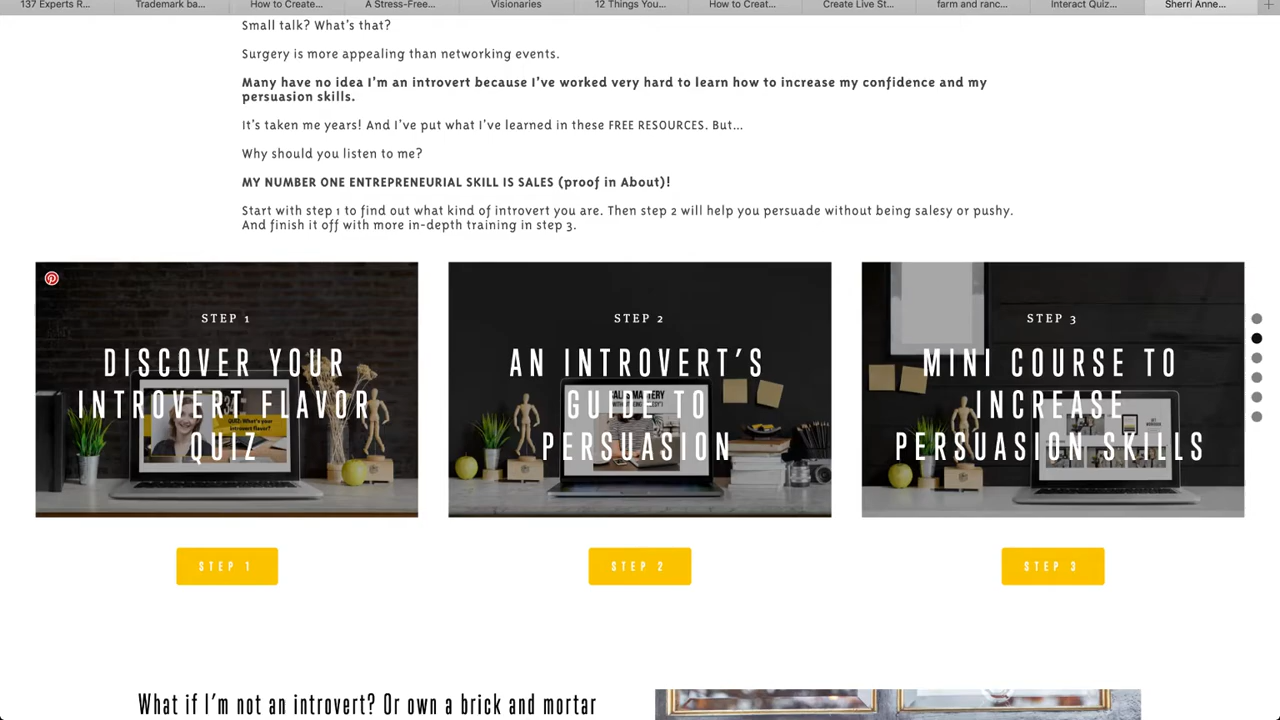 137 Experts R...
Trademark ba...
How to Create...
A Stress-Free...
Visionaries
12 Things You...
How to Creat...
Create Live St...
farm and ranc...
Interact Quiz...
Sherri Anne...
Small talk? What's that?
Surgery is more appealing than networking events.
Many have no idea I'm an introvert because I've worked very hard to learn how to increase my confidence and my
persuasion skills.
It's taken me years! And I've put what I've learned in these FREE RESOURCES. But...
Why should you listen to me?
MY NUMBER ONE ENTREPRENEURIAL SKILL IS SALES (proof in About)!
Start with step 1 to find out what kind of introvert you are. Then step 2 will help you persuade without being salesy or pushy.
And finish it off with more in-depth training in step 3.
STEP 1
DISCOVER YOUR
INTROVERT FLAVOR
QUIZ
STEP 2
AN INTROVERT'S
GUIDE TO
PERSUASION
STEP 3
MINI COURSE TO
INCREASE
PERSUASION SKILLS
STEP 1
STEP 2
STEP 3
What if I'm not an introvert? Or own a brick and mortar